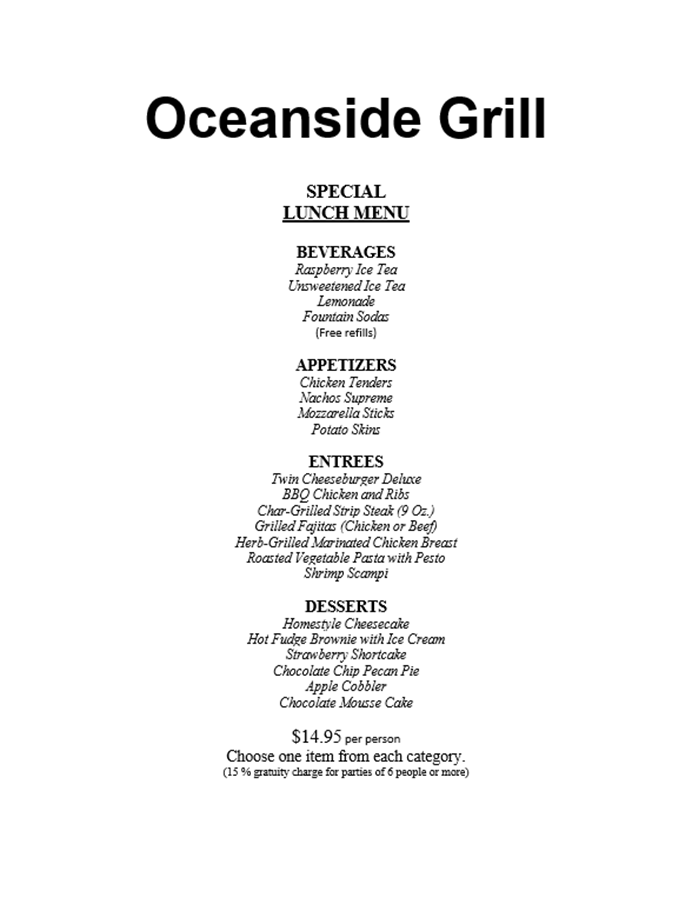 Oceanside Grill
SPECIAL
LUNCH MENU
BEVERAGES
Raspberry Ice Tea
Unsweetened Ice Tea
Lemonade
Fountain Sodas
(Free refills)
APPETIZERS
Chicken Tenders
Nachos Supreme
Mozzarella Sticks
Potato Skins
ENTREES
Twin Cheeseburger Deluxe
BBQ Chicken and Ribs
Char-Grilled Strip Steak (9 Oz.)
Grilled Fajitas (Chicken or Beef)
Herb-Grilled Marinated Chicken Breast
Roasted Vegetable Pasta with Pesto
Shrimp Scampi
DESSERTS
Homestyle Cheesecake
Hot Fudge Brownie with Ice Cream
Strawberry Shortcake
Chocolate Chip Pecan Pie
Apple Cobbler
Chocolate Mousse Cake
$14.95 per person
Choose one item from each category.
(15 % gratuity charge for parties of 6 people or more)